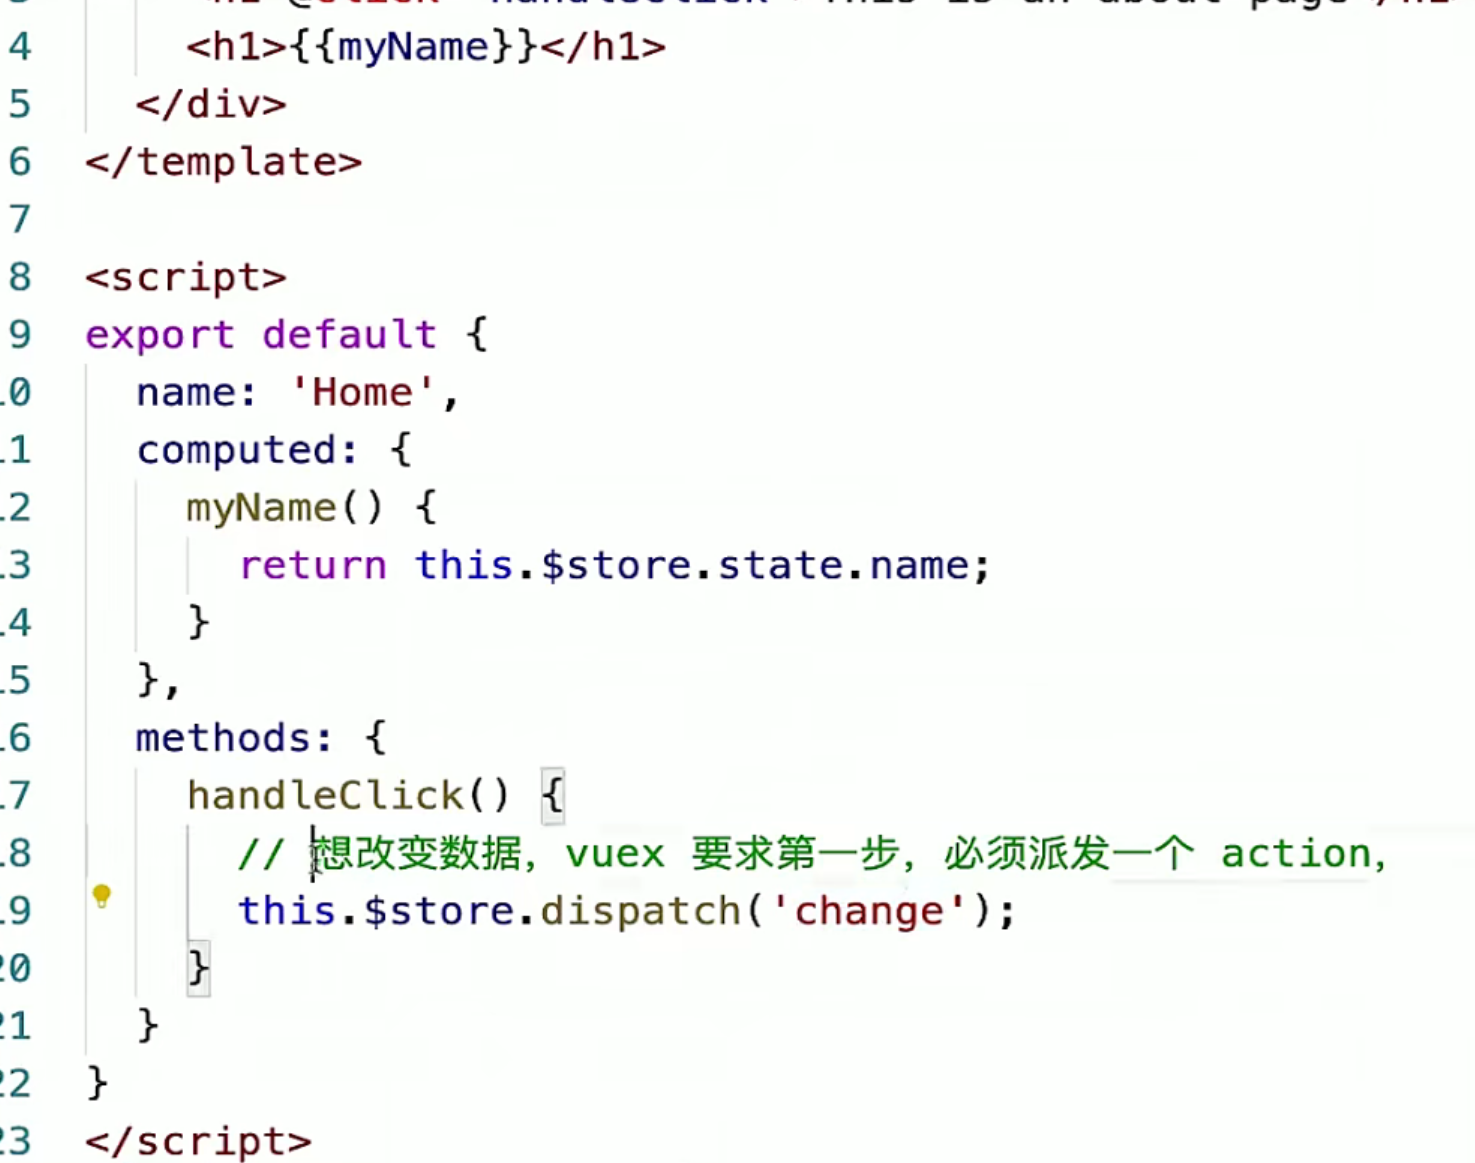 4 <h1>{{myName}}</h1>
5 </div>
6 </template>
7
8 <script>
9 export default {
10 name: 'Home',
11 computed: {
12 myName() {
13 return this.$store.state.name;
14 }
15 },
16 methods: {
17 handleClick() {
18 // 想改变数据, vuex 要求第一步, 必须派发一个 action,
19 this.$store.dispatch('change');
20 }
21 }
22 }
23 </script>